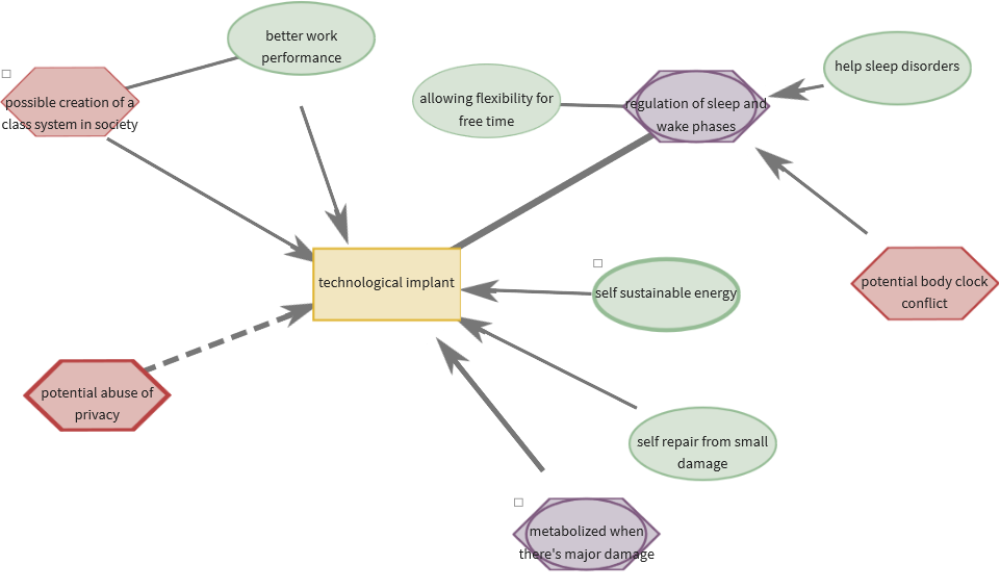 better work
performance
help sleep disorders
possible creation of a
class system in society
allowing flexibility for
free time
regulation of sleep and
wake phases
technological implant
self sustainable energy
potential body clock
conflict
potential abuse of
privacy
self repair from small
damage
metabolized when
there's major damage